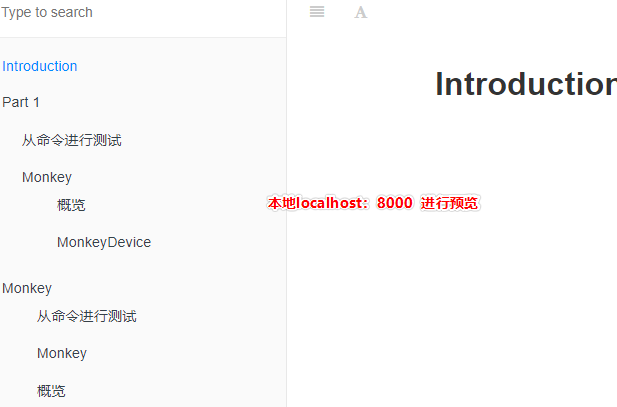 Type to search
Introduction
Part 1
从命令进行测试
Monkey
概览
MonkeyDevice
Monkey
从命令进行测试
Monkey
概览
A
Introduction
本地localhost：8000 进行预览